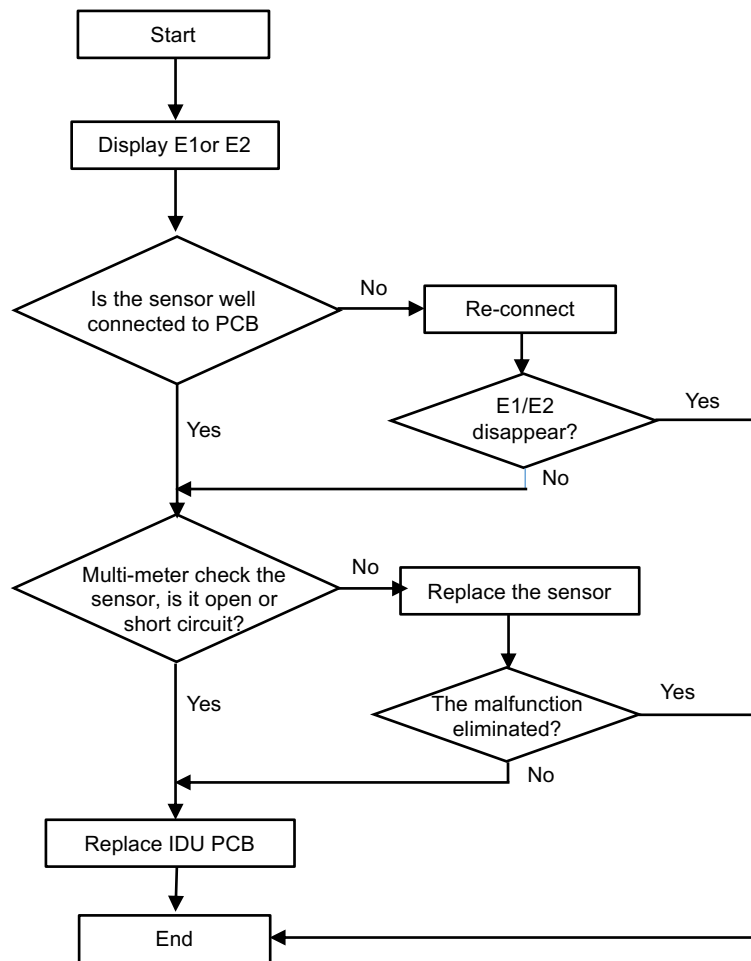 Start
Display E1or E2
Is the sensor well
connected to PCB
No
Re-connect
E1/E2
disappear?
Yes
Yes
No
Multi-meter check the
sensor, is it open or
short circuit?
No
Replace the sensor
The malfunction
eliminated?
Yes
Yes
No
Replace IDU PCB
End